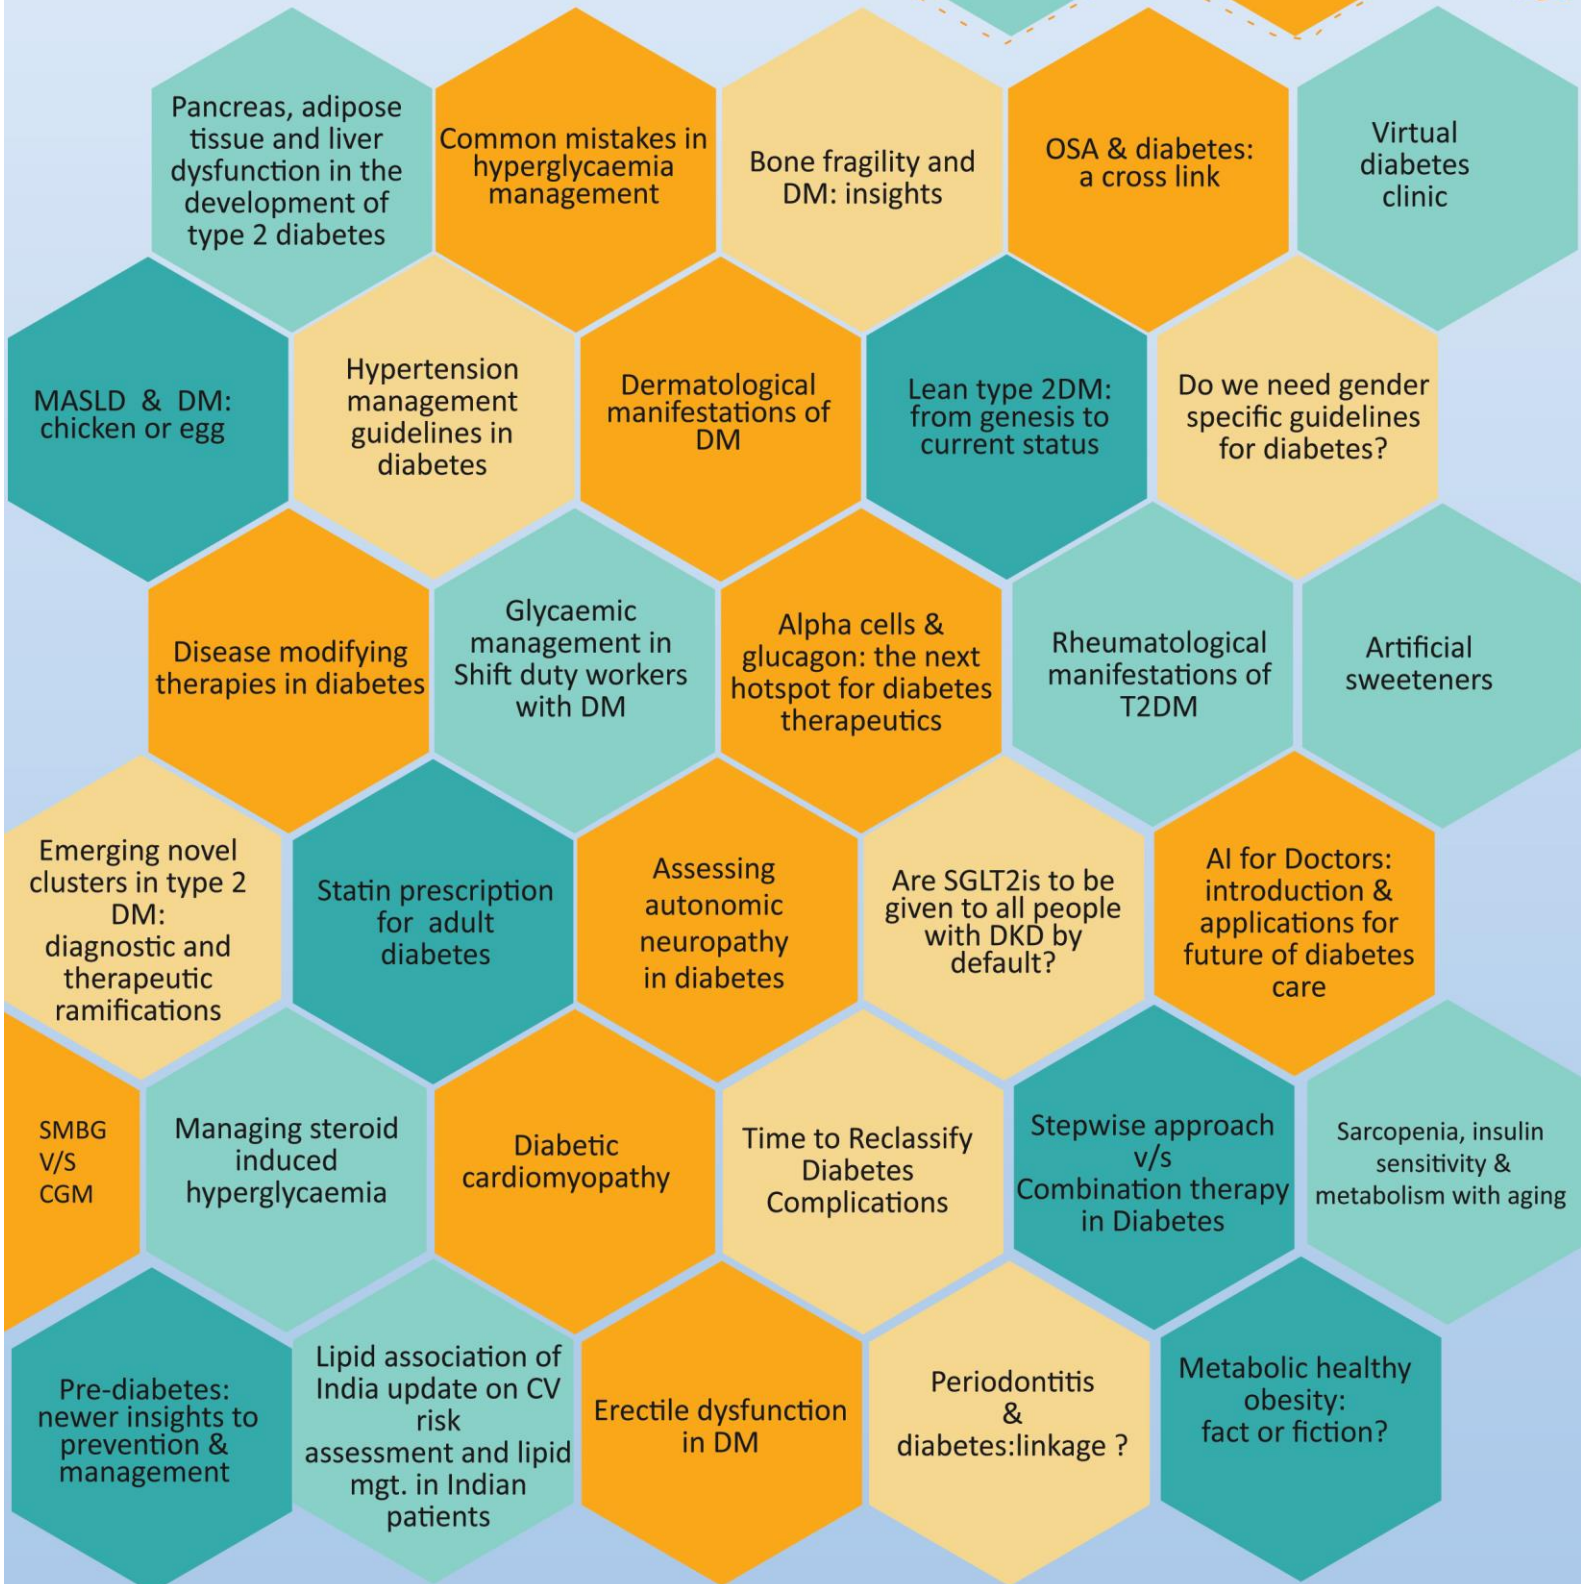 Pancreas, adipose
tissue and liver
dysfunction in the
development of
type 2 diabetes
Common mistakes in
hyperglycaemia
management
Bone fragility and
DM: insights
OSA & diabetes:
a cross link
Virtual
diabetes
clinic
MASLD & DM:
chicken or egg
Hypertension
management
guidelines in
diabetes
Dermatological
manifestations of
DM
Lean type 2DM:
from genesis to
current status
Do we need gender
specific guidelines
for diabetes?
Disease modifying
therapies in diabetes
Glycaemic
management in
Shift duty workers
with DM
Alpha cells &
glucagon: the next
hotspot for diabetes
therapeutics
Rheumatological
manifestations of
T2DM
Artificial
sweeteners
Emerging novel
clusters in type 2
DM:
diagnostic and
therapeutic
ramifications
Statin prescription
for adult
diabetes
Assessing
autonomic
neuropathy
in diabetes
Are SGLT2is to be
given to all people
with DKD by
default?
AI for Doctors:
introduction &
applications for
future of diabetes
care
SMBG
V/S
CGM
Managing steroid
induced
hyperglycaemia
Diabetic
cardiomyopathy
Time to Reclassify
Diabetes
Complications
Stepwise approach
v/s
Combination therapy
in Diabetes
Sarcopenia, insulin
sensitivity &
metabolism with aging
Pre-diabetes:
newer insights to
prevention &
management
Lipid association of
India update on CV
risk
assessment and lipid
mgt. in Indian
patients
Erectile dysfunction
in DM
Periodontitis
&
diabetes:linkage ?
Metabolic healthy
obesity:
fact or fiction?